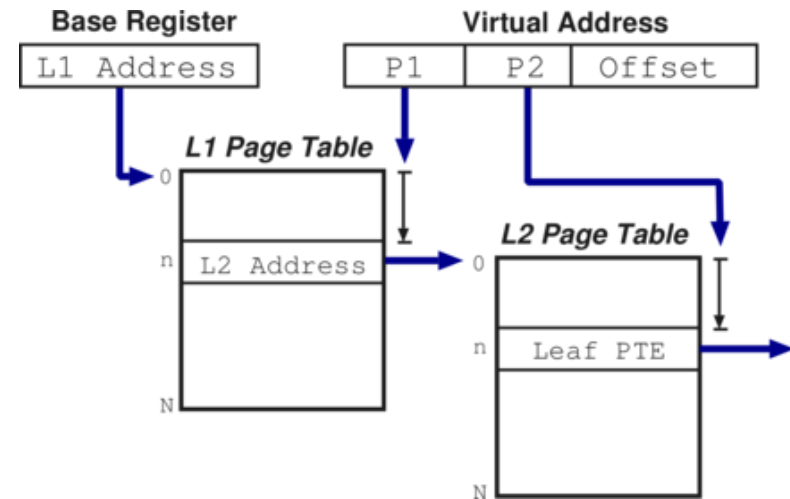 Base Register
Virtual Address
L1 Address
P1
P2
Offset
L1 Page Table
0
n
L2 Address
N
L2 Page Table
0
n
Leaf PTE
N